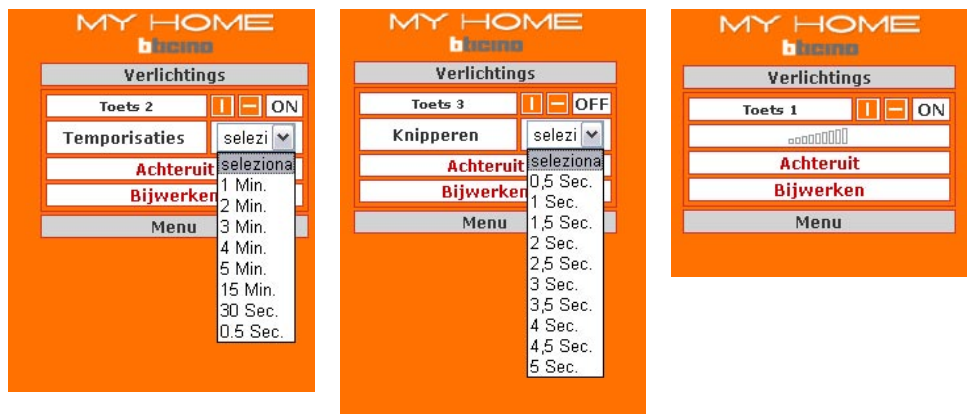 MY HOME
bticino
Verlichtings
Toets 2 ON
Temporisaties selezi
seleziona
Achteruit
1 Min.
Bijwerken
2 Min.
3 Min.
Menu
4 Min.
5 Min.
15 Min.
30 Sec.
0.5 Sec.
MY HOME
bticino
Verlichtings
Toets 3 OFF
Knipperen selezi
seleziona
Achteruit
0,5 Sec.
Bijwerken
1 Sec.
1,5 Sec.
Menu
2 Sec.
2,5 Sec.
3 Sec.
3,5 Sec.
4 Sec.
4,5 Sec.
5 Sec.
MY HOME
bticino
Verlichtings
Toets 1 ON
Achteruit
Bijwerken
Menu